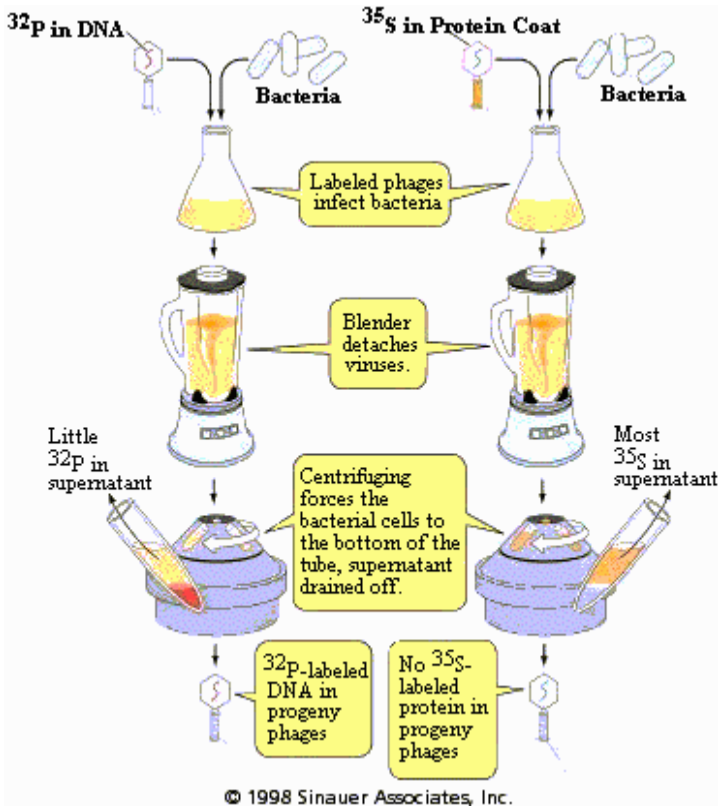 32P in DNA
Bacteria
35S in Protein Coat
Bacteria
Labeled phages
infect bacteria
Blender
detaches
viruses.
Little
32P in
supernatant
Most
35S in
supernatant
Centrifuging
forces the
bacterial cells to
the bottom of the
tube, supernatant
drained off.
32P-labeled
DNA in
progeny
phages
No 35S-
labeled
protein in
progeny
phages
© 1998 Sinauer Associates, Inc.